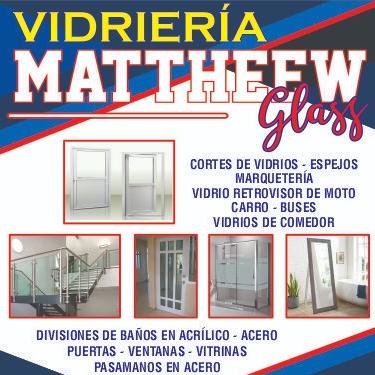 VIDRIERÍA
MATTHEEW
Glass
CORTES DE VIDRIOS - ESPEJOS
MARQUETERÍA
VIDRIO RETROVISOR DE MOTO
CARRO - BUSES
VIDRIOS DE COMEDOR
DIVISIONES DE BAÑOS EN ACRÍLICO - ACERO
PUERTAS - VENTANAS - VITRINAS
PASAMANOS EN ACERO